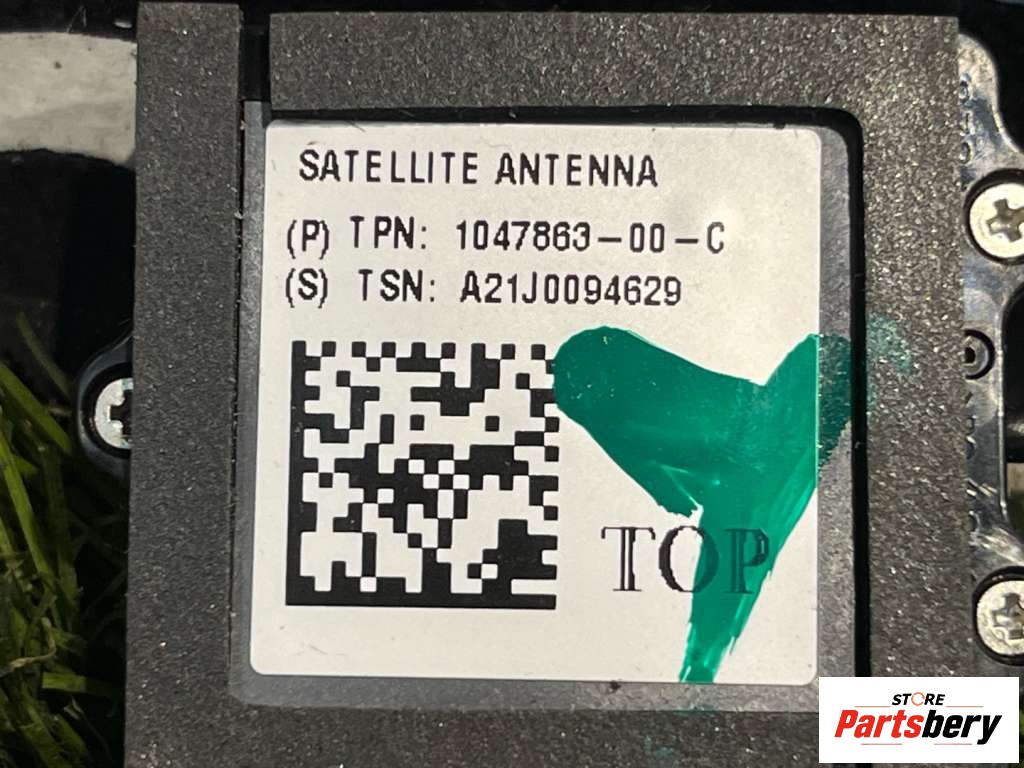 SATELLITE ANTENNA
(P) TPN: 1047863-00-C
(S) TSN: A21J0094629
TOP
STORE
Partsbery